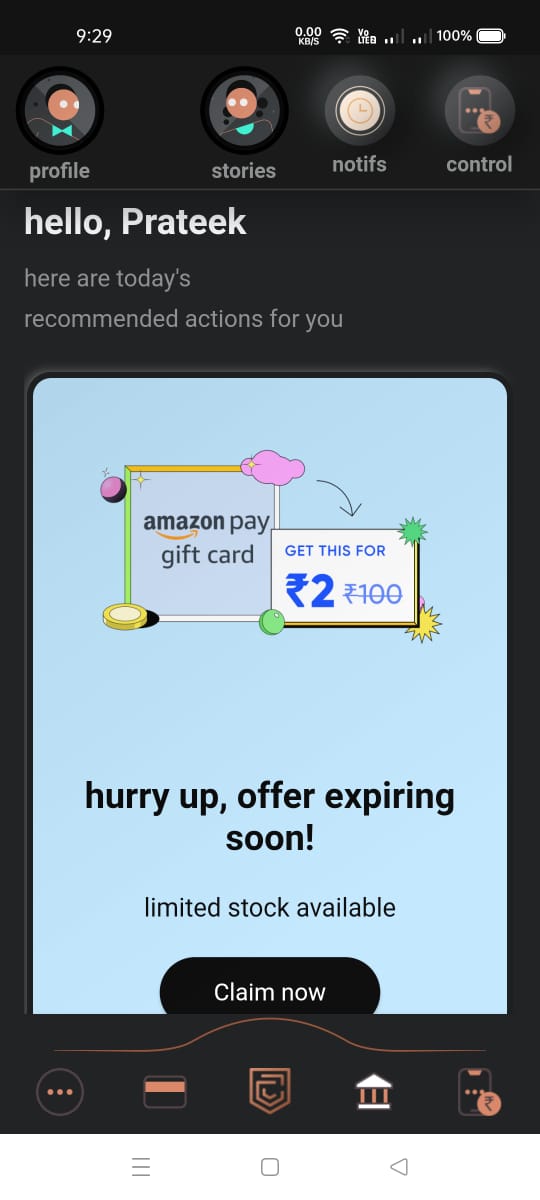 9:29
0.00 KB/S
Vo LTE2
100%
profile
stories
notifs
control
hello, Prateek
here are today's
recommended actions for you
amazon pay
gift card
GET THIS FOR
₹2 ₹100
hurry up, offer expiring
soon!
limited stock available
Claim now